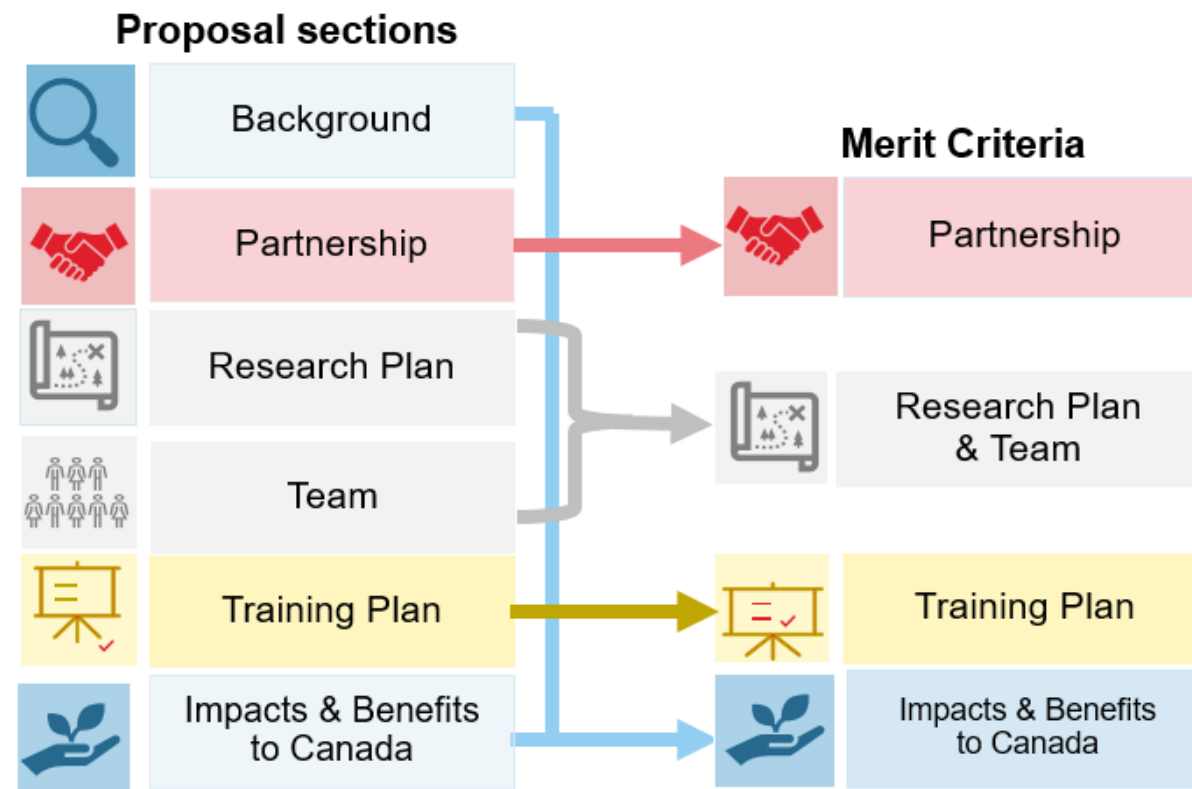 Proposal sections
Background
Partnership
Research Plan
Team
Training Plan
Impacts & Benefits
to Canada
Merit Criteria
Partnership
Research Plan
& Team
Training Plan
Impacts & Benefits
to Canada